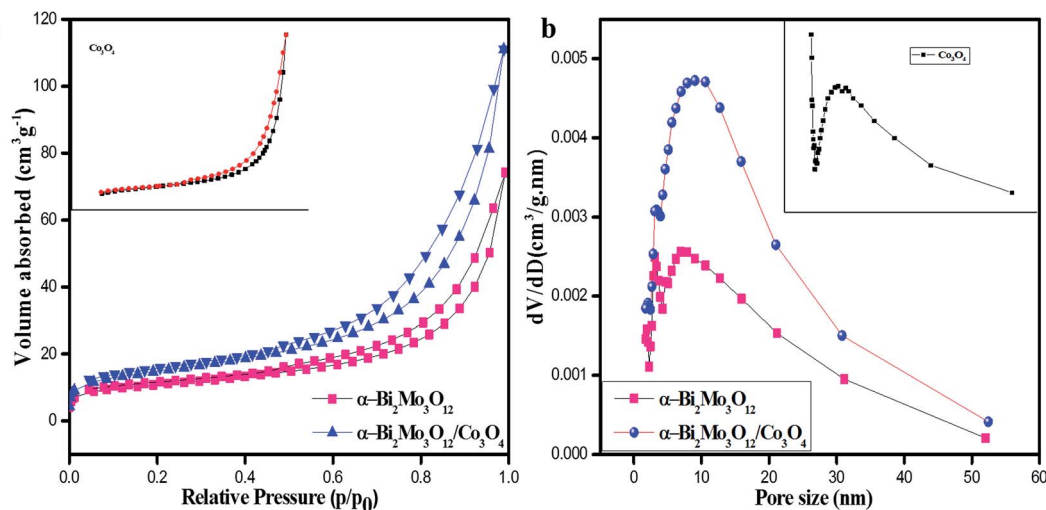 120
100
80
60
40
20
0
Volume absorbed (cm³g⁻¹)
Co₃O₄
α–Bi₂Mo₃O₁₂
α–Bi₂Mo₃O₁₂/Co₃O₄
0.0 0.2 0.4 0.6 0.8 1.0
Relative Pressure (p/p₀)
b
0.005
0.004
0.003
0.002
0.001
0.000
dV/dD(cm³/g.nm)
Co₃O₄
α–Bi₂Mo₃O₁₂
α–Bi₂Mo₃O₁₂/Co₃O₄
0 10 20 30 40 50 60
Pore size (nm)